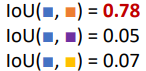 IoU(■, ■) = 0.78
IoU(■, ■) = 0.05
IoU(■, ■) = 0.07